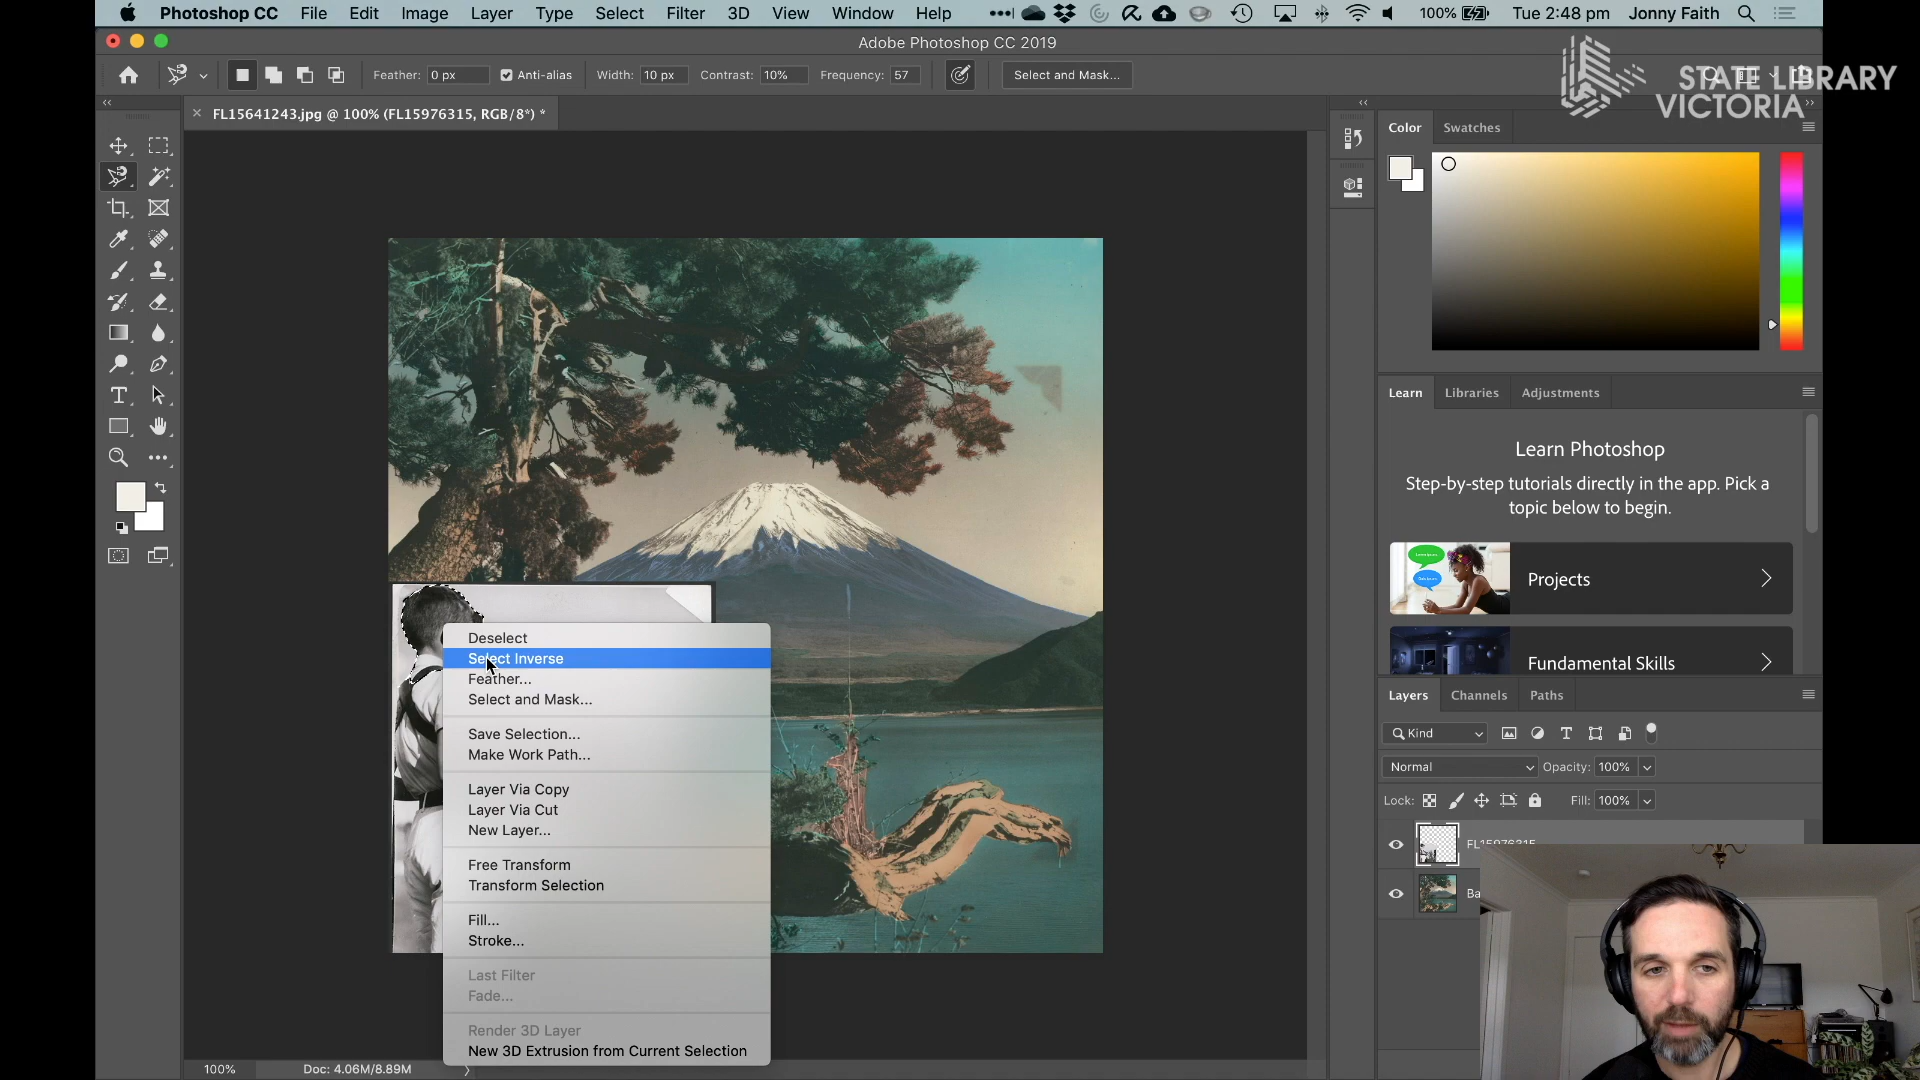 Photoshop CC File Edit Image Layer Type Select Filter 3D View Window Help 100% Tue 2:48 pm Jonny Faith
Adobe Photoshop CC 2019
Feather: 0 px Anti-alias Width: 10 px Contrast: 10% Frequency: 57 Select and Mask...
STATE LIBRARY
VICTORIA
FL15641243.jpg @ 100% (FL15976315, RGB/8*) *
Color Swatches
Learn Libraries Adjustments
Learn Photoshop
Step-by-step tutorials directly in the app. Pick a
topic below to begin.
Projects
Fundamental Skills
Deselect
Select Inverse
Feather...
Select and Mask...
Save Selection...
Make Work Path...
Layer Via Copy
Layer Via Cut
New Layer...
Free Transform
Transform Selection
Fill...
Stroke...
Last Filter
Fade...
Render 3D Layer
New 3D Extrusion from Current Selection
Layers Channels Paths
Kind
Normal Opacity: 100%
Lock: Fill: 100%
FL15976315
Ba
100% Doc: 4.06M/8.89M